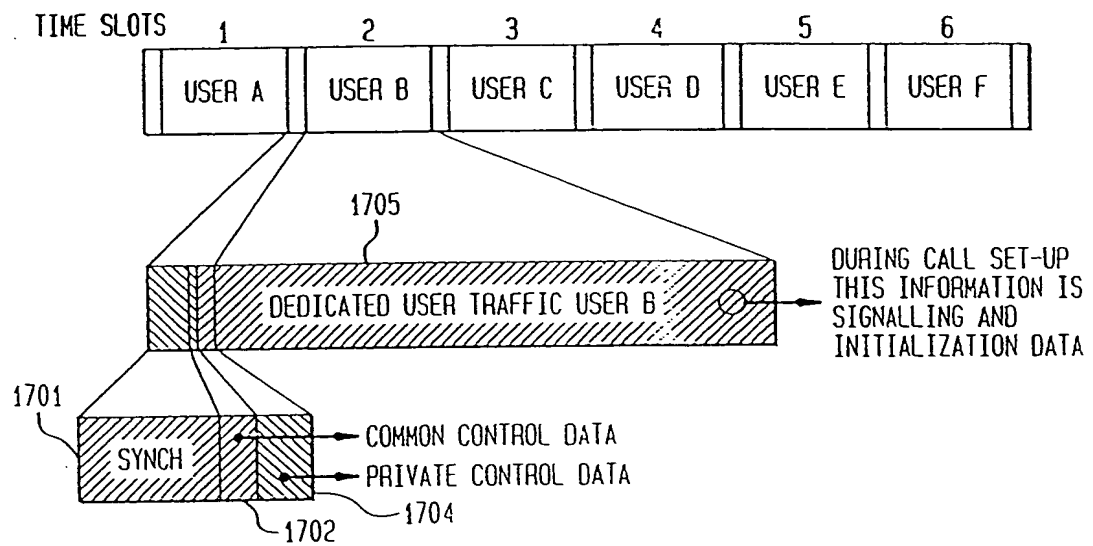 TIME SLOTS 1 2 3 4 5 6
USER A USER B USER C USER D USER E USER F
1705
DEDICATED USER TRAFFIC USER B
DURING CALL SET-UP
THIS INFORMATION IS
SIGNALLING AND
INITIALIZATION DATA
1701
SYNCH
COMMON CONTROL DATA
PRIVATE CONTROL DATA
1702
1704